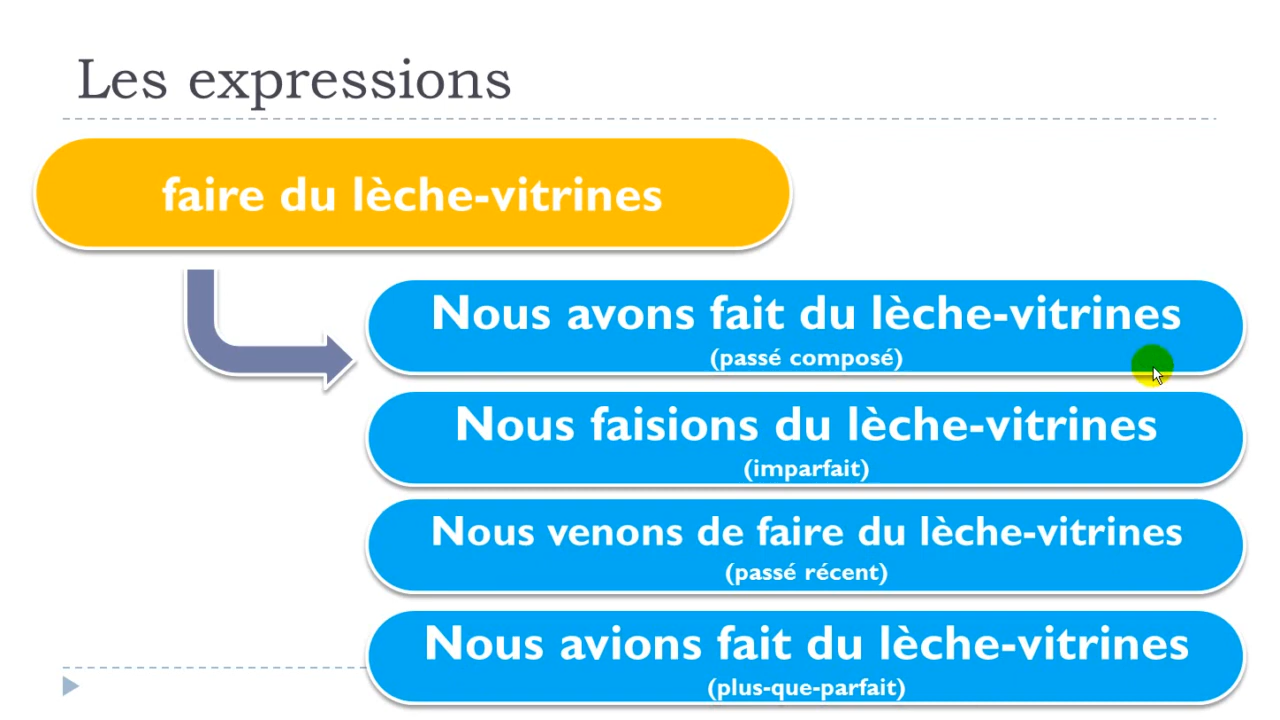 Les expressions
faire du lèche-vitrines
Nous avons fait du lèche-vitrines
(passé composé)
Nous faisions du lèche-vitrines
(imparfait)
Nous venons de faire du lèche-vitrines
(passé récent)
Nous avions fait du lèche-vitrines
(plus-que-parfait)